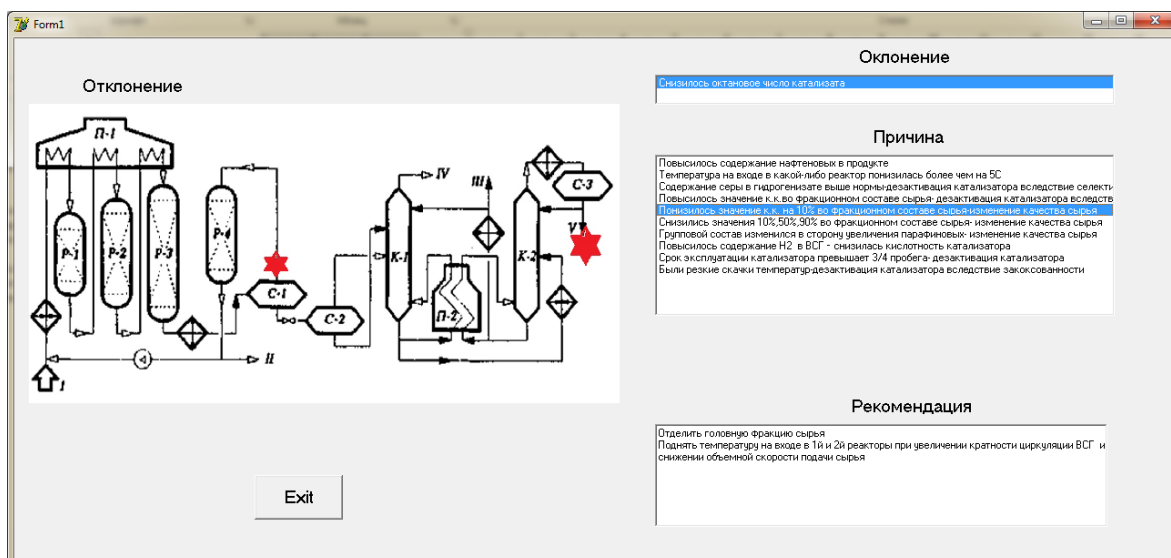 Form1
Отклонение
П-1
Р-1
Р-2
Р-3
Р-4
С-1
С-2
I
II
К-1
IV
III
П-2
К-2
С-3
V
Exit
Оклонение
Снизилось октановое число катализата
Причина
Повысилось содержание нафтеновых в продукте
Температура на входе в какой-либо реактор понизилась более чем на 5С
Содержание серы в гидрогенизате выше нормы-дезактивация катализатора вследствие селекти
Повысилось значение к.к.во фракционном составе сырья- дезактивация катализатора вследств
Понизилось значение к.к. на 10% во фракционном составе сырья-изменение качества сырья
Снизились значения 10%,50%,90% во фракционном составе сырья- изменение качества сырья
Групповой состав изменился в сторону увеличения парафиновых- изменение качества сырья
Повысилось содержание Н2 в ВСГ - снизилась кислотность катализатора
Срок эксплуатации катализатора превышает 3/4 пробега- дезактивация катализатора
Были резкие скачки температур-дезактивация катализатора вследствие закоксованности
Рекомендация
Отделить головную фракцию сырья
Поднять температуру на входе в 1й и 2й реакторы при увеличении кратности циркуляции ВСГ и
снижении объемной скорости подачи сырья